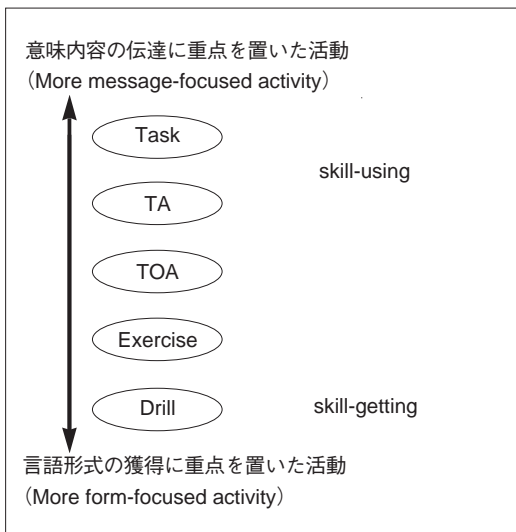 意味内容の伝達に重点を置いた活動
（More message-focused activity）
Task
skill-using
TA
TOA
Exercise
Drill
skill-getting
言語形式の獲得に重点を置いた活動
（More form-focused activity）